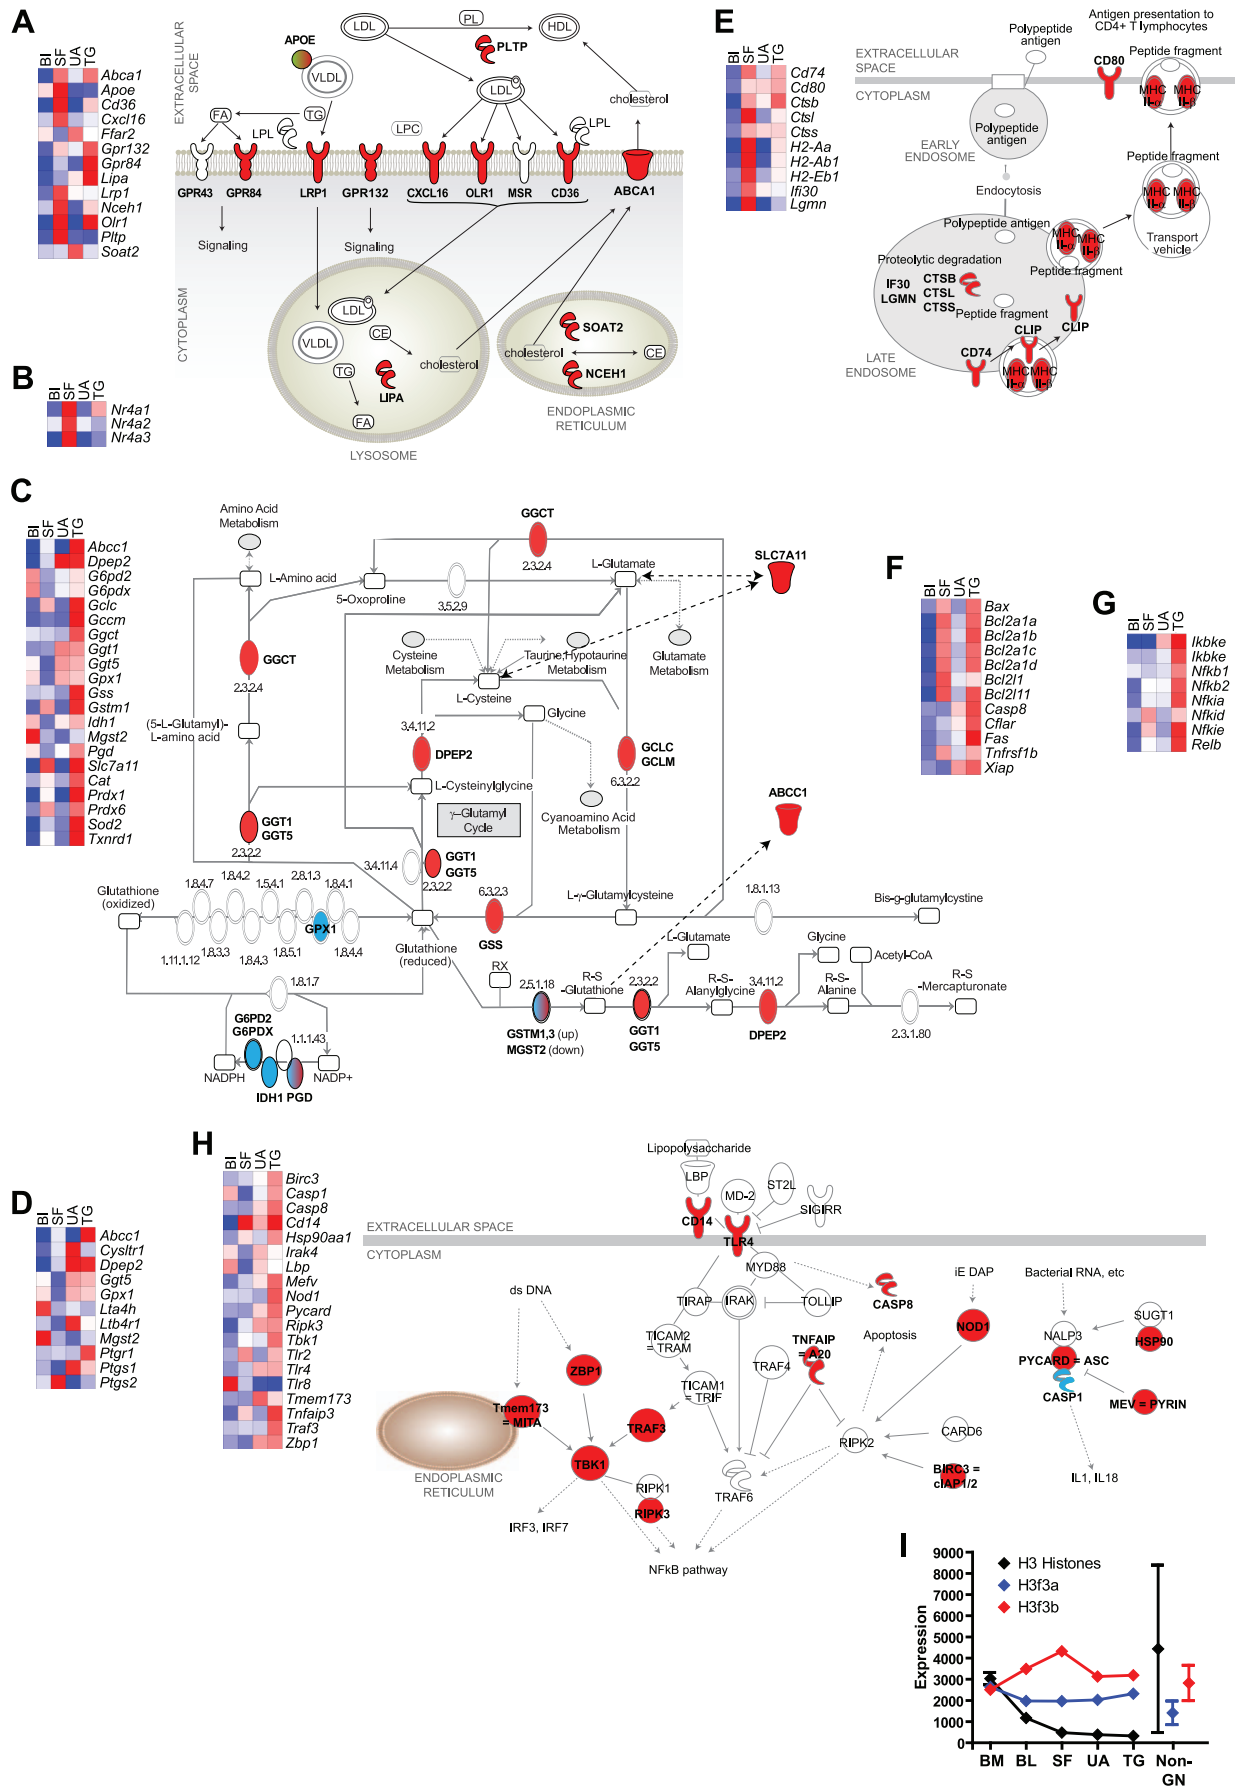 A
BI SF UA TG
Abca1
Apoe
Cd36
Cxcl16
Ffar2
Gpr132
Gpr84
Lipa
Lrp1
Nceh1
Olr1
Pltp
Soat2
EXTRACELLULAR SPACE
CYTOPLASM
LDL
PL
HDL
APOE
PLTP
VLDL
LDL
cholesterol
FA
TG
LPL
LPC
LPL
GPR43
GPR84
LRP1
GPR132
CXCL16
OLR1
MSR
CD36
ABCA1
Signaling
Signaling
LDL
VLDL
CE
TG
cholesterol
LIPA
FA
LYSOSOME
SOAT2
cholesterol
CE
NCEH1
ENDOPLASMIC
RETICULUM
B
BI SF UA TG
Nr4a1
Nr4a2
Nr4a3
E
BI SF UA TG
Cd74
Cd80
Ctsb
Ctsl
Ctss
H2-Aa
H2-Ab1
H2-Eb1
Ifi30
Lgmn
Antigen presentation to
CD4+ T lymphocytes
Polypeptide
antigen
EXTRACELLULAR
SPACE
CYTOPLASM
CD80
Peptide fragment
MHC
II-α
MHC
II-β
Polypeptide
antigen
EARLY
ENDOSOME
Endocytosis
Peptide fragment
MHC
II-α
MHC
II-β
Transport
vehicle
Polypeptide antigen
MHC
II-α
MHC
II-β
Peptide fragment
Proteolytic degradation
IF30
LGMN
CTSB
CTSL
CTSS
Peptide fragment
CLIP
CLIP
CD74
MHC
II-α
MHC
II-β
LATE
ENDOSOME
C
BI SF UA TG
Abcc1
Dpep2
G6pd2
G6pdx
Gclc
Gccm
Ggct
Ggt1
Ggt5
Gpx1
Gss
Gstm1
Idh1
Mgst2
Pgd
Slc7a11
Cat
Prdx1
Prdx6
Sod2
Txnrd1
Amino Acid
Metabolism
L-Amino acid
GGCT
2.3.2.4
5-Oxoproline
3.5.2.9
L-Glutamate
SLC7A11
GGCT
2.3.2.4
Cysteine
Metabolism
Taurine, Hypotaurine
Metabolism
Glutamate
Metabolism
L-Cysteine
(5-L-Glutamyl)-
L-amino acid
3.4.11.2
Glycine
DPEP2
GCLC
GCLM
6.3.2.2
L-Cysteinylglycine
γ-Glutamyl
Cycle
Cyanoamino Acid
Metabolism
ABCC1
GGT1
GGT5
2.3.2.2
3.4.11.4
GGT1
GGT5
2.3.2.2
Glutathione
(oxidized)
1.8.4.7
1.8.4.2
1.5.4.1
2.8.1.3
1.8.4.1
GPX1
1.11.1.12
1.8.3.3
1.8.4.3
1.8.5.1
1.8.4.4
Glutathione
(reduced)
6.3.2.3
GSS
L-γ-Glutamylcysteine
1.8.1.13
Bis-g-glutamylcystine
1.8.1.7
G6PD2
G6PDX
1.1.1.43
NADPH
NADP+
IDH1 PGD
RX
2.5.1.18
GSTM1,3 (up)
MGST2 (down)
R-S
-Glutathione
2.3.2.2
GGT1
GGT5
L-Glutamate
R-S-
Alanylglycine
3.4.11.2
DPEP2
Glycine
R-S-
Alanine
Acetyl-CoA
2.3.1.80
R-S
-Mercapturonate
F
BI SF UA TG
Bax
Bcl2a1a
Bcl2a1b
Bcl2a1c
Bcl2a1d
Bcl2l1
Bcl2l11
Casp8
Cflar
Fas
Tnfrsf1b
Xiap
G
BI SF UA TG
Ikbke
Ikbke
Nfkb1
Nfkb2
Nfkia
Nfkid
Nfkie
Relb
D
BI SF UA TG
Abcc1
Cysltr1
Dpep2
Ggt5
Gpx1
Lta4h
Ltb4r1
Mgst2
Ptgr1
Ptgs1
Ptgs2
H
BI SF UA TG
Birc3
Casp1
Casp8
Cd14
Hsp90aa1
Irak4
Lbp
Mefv
Nod1
Pycard
Ripk3
Tbk1
Tlr2
Tlr4
Tlr8
Tmem173
Tnfaip3
Traf3
Zbp1
Lipopolysaccharide
LBP
MD-2
ST2L
SIGIRR
CD14
TLR4
EXTRACELLULAR SPACE
CYTOPLASM
MYD88
TIRAP
IRAK
TOLLIP
CASP8
TICAM2
= TRAM
TNFAIP
= A20
Apoptosis
ds DNA
ZBP1
TRAF4
TICAM1
= TRIF
Tmem173
= MITA
TRAF3
TBK1
ENDOPLASMIC
RETICULUM
RIPK1
RIPK3
TRAF6
RIPK2
IRF3, IRF7
NFkB pathway
iE DAP
NOD1
Bacterial RNA, etc
SUGT1
NALP3
HSP90
PYCARD = ASC
CASP1
MEV = PYRIN
CARD6
BIRC3 =
cIAP1/2
IL1, IL18
I
Expression
9000
8000
7000
6000
5000
4000
3000
2000
1000
0
H3 Histones
H3f3a
H3f3b
BM BL SF UA TG Non-
GN